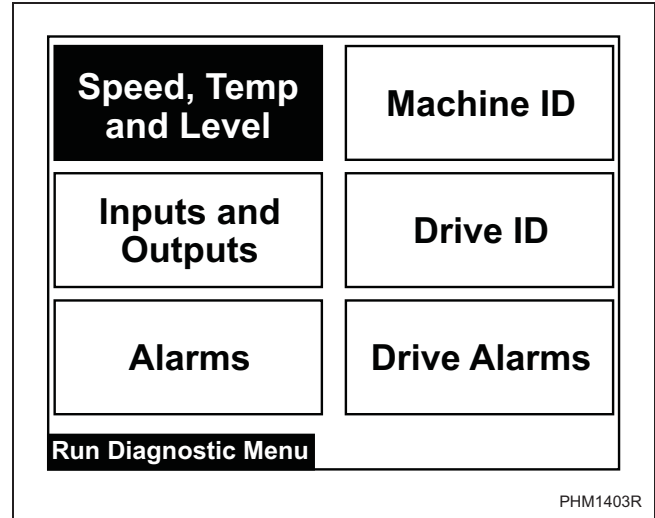 Speed, Temp
and Level
Machine ID
Inputs and
Outputs
Drive ID
Alarms
Drive Alarms
Run Diagnostic Menu
PHM1403R